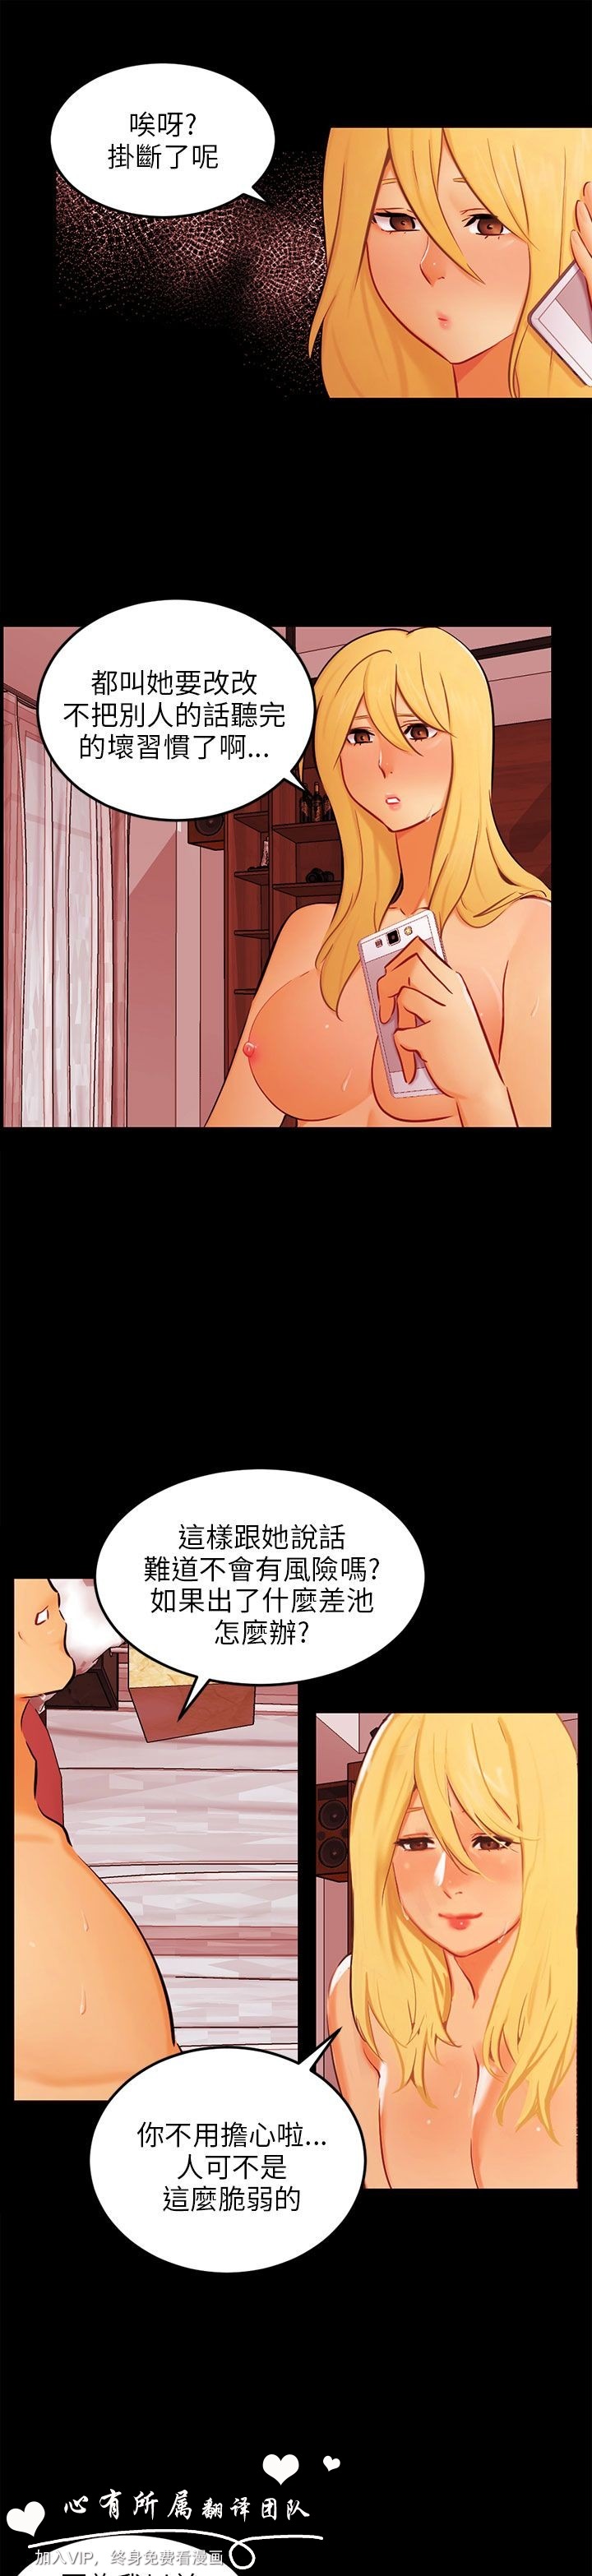 唉呀?
掛斷了呢
都叫她要改改
不把別人的話聽完
的壞習慣了啊...
這樣跟她說話
難道不會有風險嗎?
如果出了什麼差池
怎麼辦?
你不用擔心啦...
人可不是
這麼脆弱的
心有所属翻译团队
加入VIP，终身免费看漫画